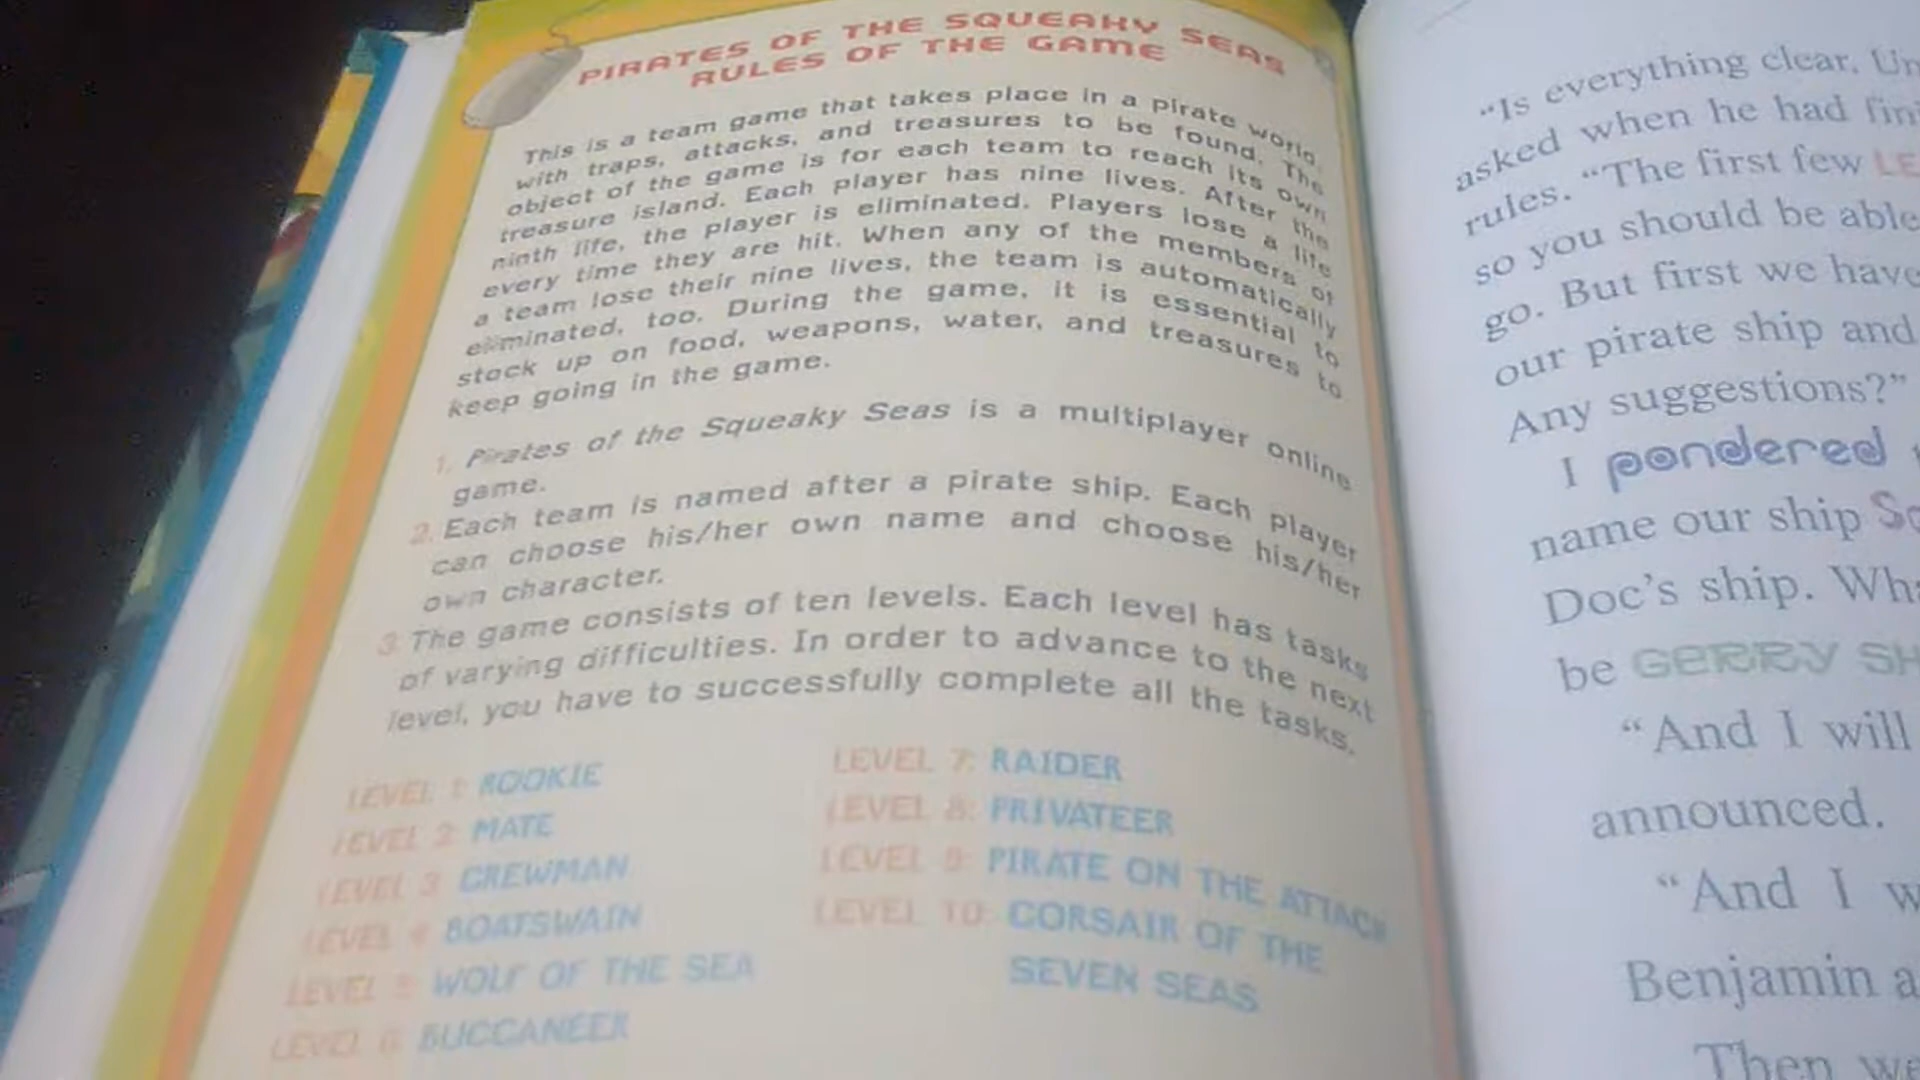 PIRATES OF THE SQUEAKY SEAS
RULES OF THE GAME
This is a team game that takes place in a pirate world,
with traps, attacks, and treasures to be found. The
object of the game is for each team to reach its own
treasure island. Each player has nine lives. After the
ninth life, the player is eliminated. Players lose a life
every time they are hit. When any of the members of
a team lose their nine lives, the team is automatically
eliminated, too. During the game, it is essential to
stock up on food, weapons, water, and treasures to
keep going in the game.
1. Pirates of the Squeaky Seas is a multiplayer online
game.
2. Each team is named after a pirate ship. Each player
can choose his/her own name and choose his/her
own character.
3. The game consists of ten levels. Each level has tasks
of varying difficulties. In order to advance to the next
level, you have to successfully complete all the tasks.
LEVEL 1: ROOKIE
LEVEL 2: MATE
LEVEL 3: CREWMAN
LEVEL 4: BOATSWAIN
LEVEL 5: WOLF OF THE SEA
LEVEL 6: BUCCANEER
LEVEL 7: RAIDER
LEVEL 8: PRIVATEER
LEVEL 9: PIRATE ON THE ATTACK
LEVEL 10: CORSAIR OF THE
SEVEN SEAS
"Is everything clear,
asked when he had
rules. "The first few
so you should be able
go. But first we have
our pirate ship and
Any suggestions?"
I pondered
name our ship
Doc's ship.
be GERRY
"And I will
announced.
"And I
Benjamin
Then